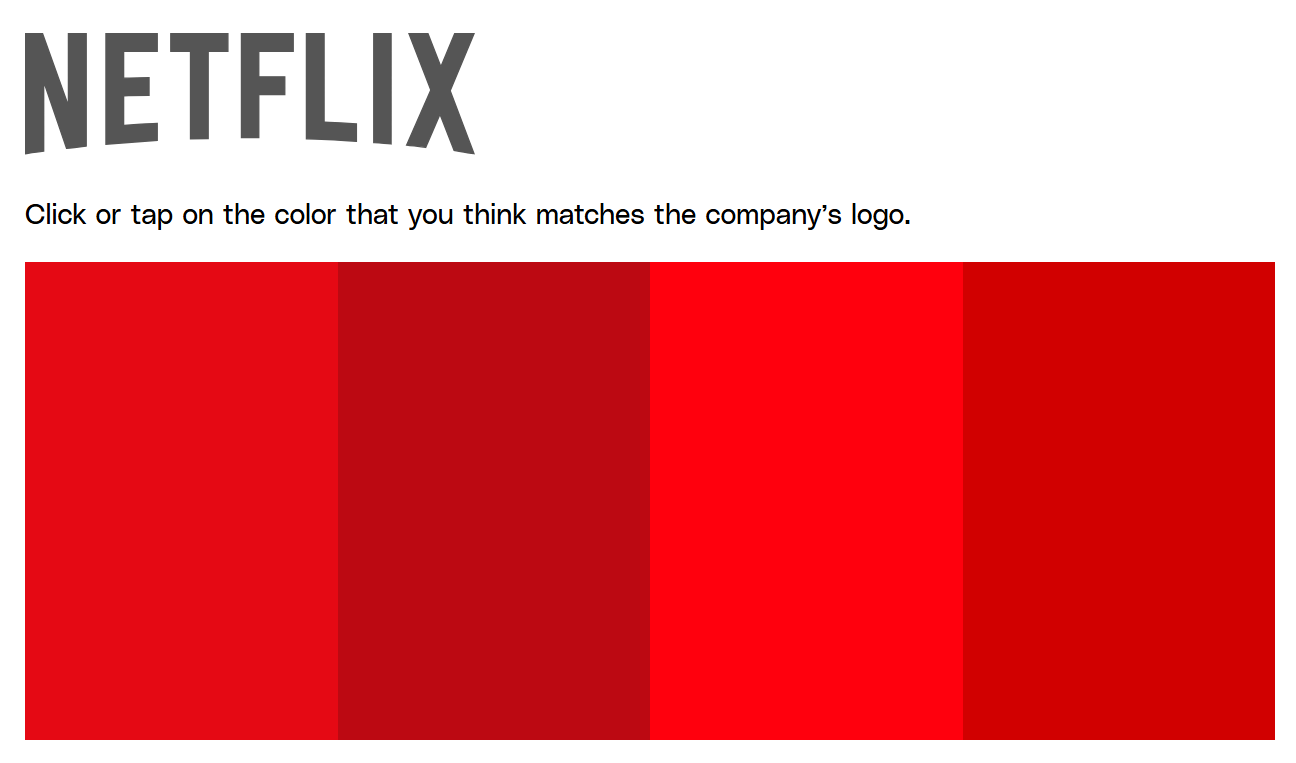 NETFLIX
Click or tap on the color that you think matches the company’s logo.